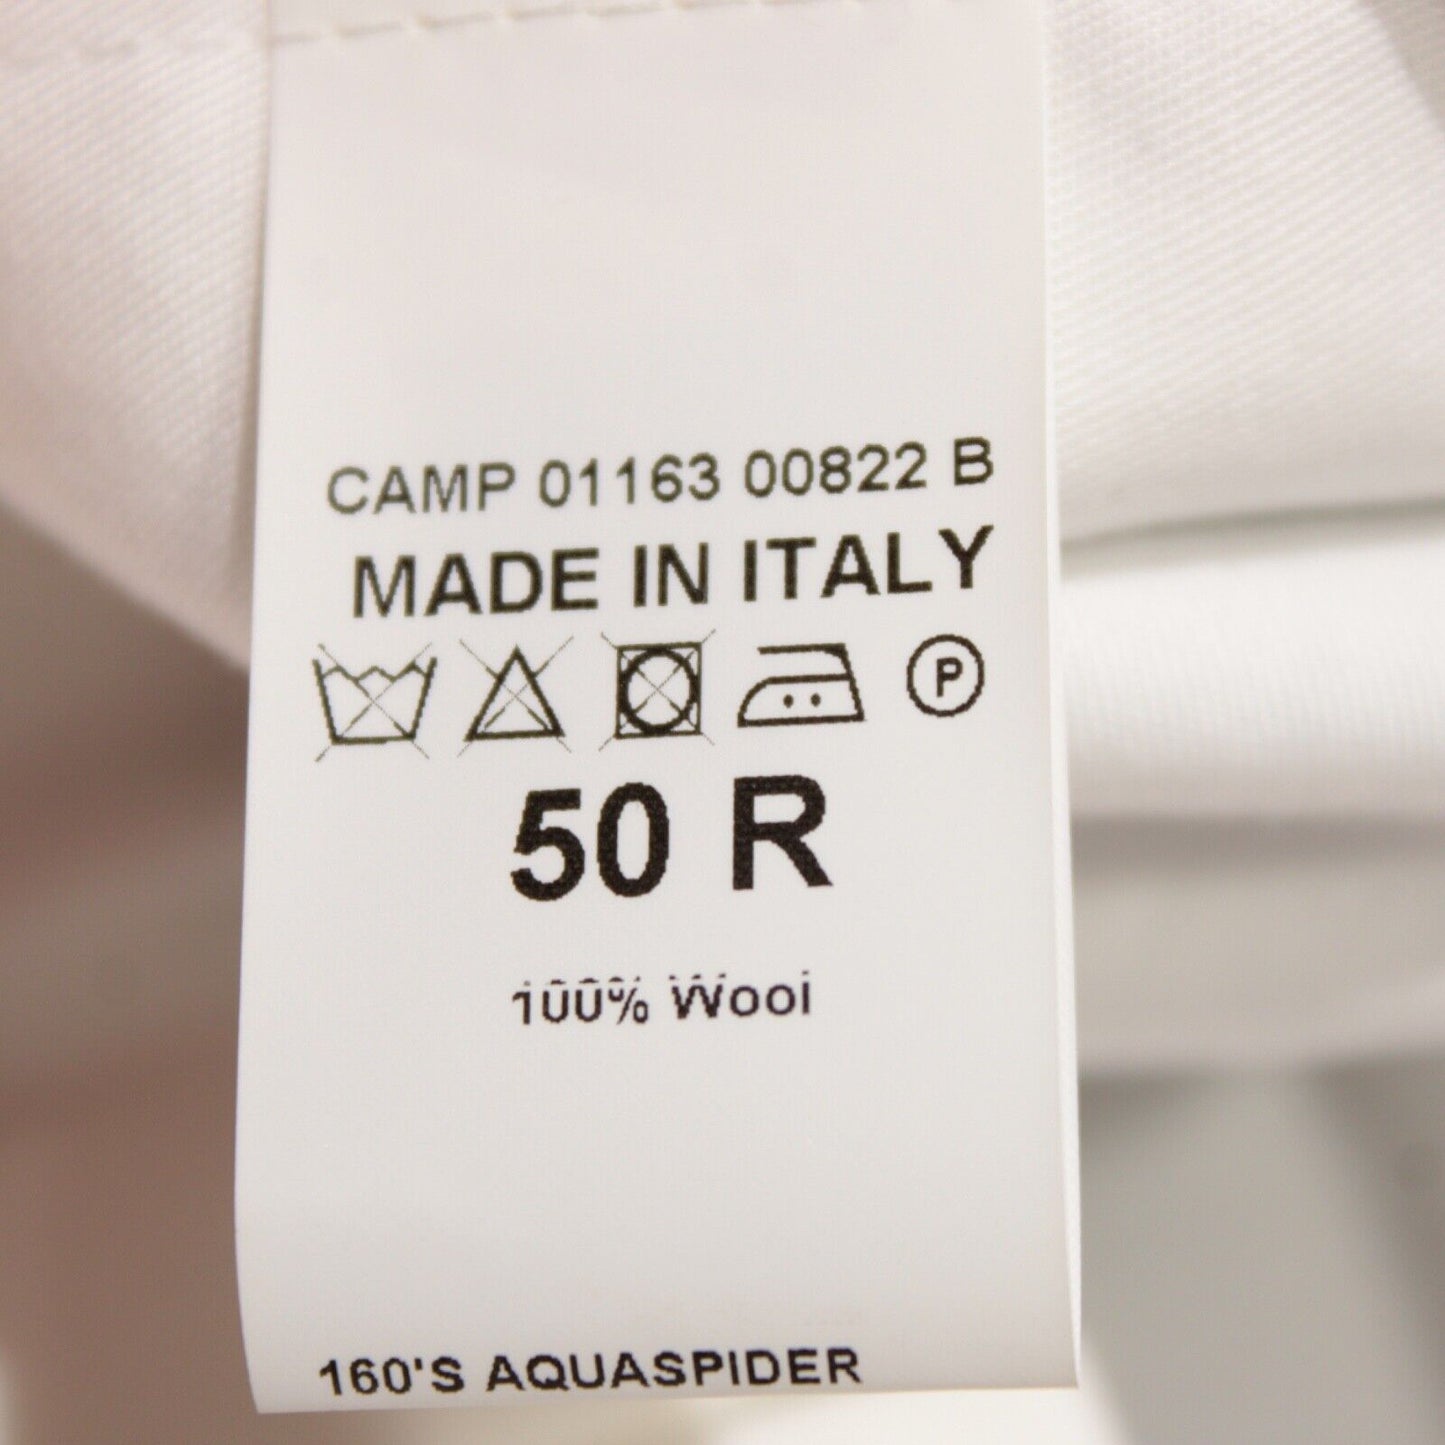 CAMP 01163 00822 B
MADE IN ITALY
P
50 R
100% Wool
160'S AQUASPIDER